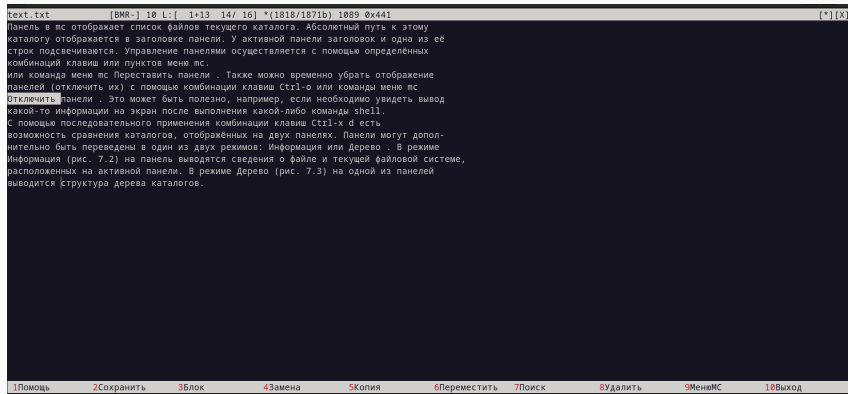 text.txt [BMR-] 10 L:[ 1+13 14/ 16] *(1818/1871b) 1089 0x441 [*][X]
Панель в mc отображает список файлов текущего каталога. Абсолютный путь к этому
каталогу отображается в заголовке панели. У активной панели заголовок и одна из её
строк подсвечиваются. Управление панелями осуществляется с помощью определённых
комбинаций клавиш или пунктов меню mc.
или команда меню mc Переставить панели . Также можно временно убрать отображение
панелей (отключить их) с помощью комбинации клавиш Ctrl-o или команды меню mc
Отключить панели . Это может быть полезно, например, если необходимо увидеть вывод
какой-то информации на экран после выполнения какой-либо команды shell.
С помощью последовательного применения комбинации клавиш Ctrl-x d есть
возможность сравнения каталогов, отображённых на двух панелях. Панели могут допол-
нительно быть переведены в один из двух режимов: Информация или Дерево . В режиме
Информация (рис. 7.2) на панель выводятся сведения о файле и текущей файловой системе,
расположенных на активной панели. В режиме Дерево (рис. 7.3) на одной из панелей
выводится структура дерева каталогов.
1Помощь 2Сохранить 3Блок 4Замена 5Копия 6Переместить 7Поиск 8Удалить 9МенюMC 10Выход